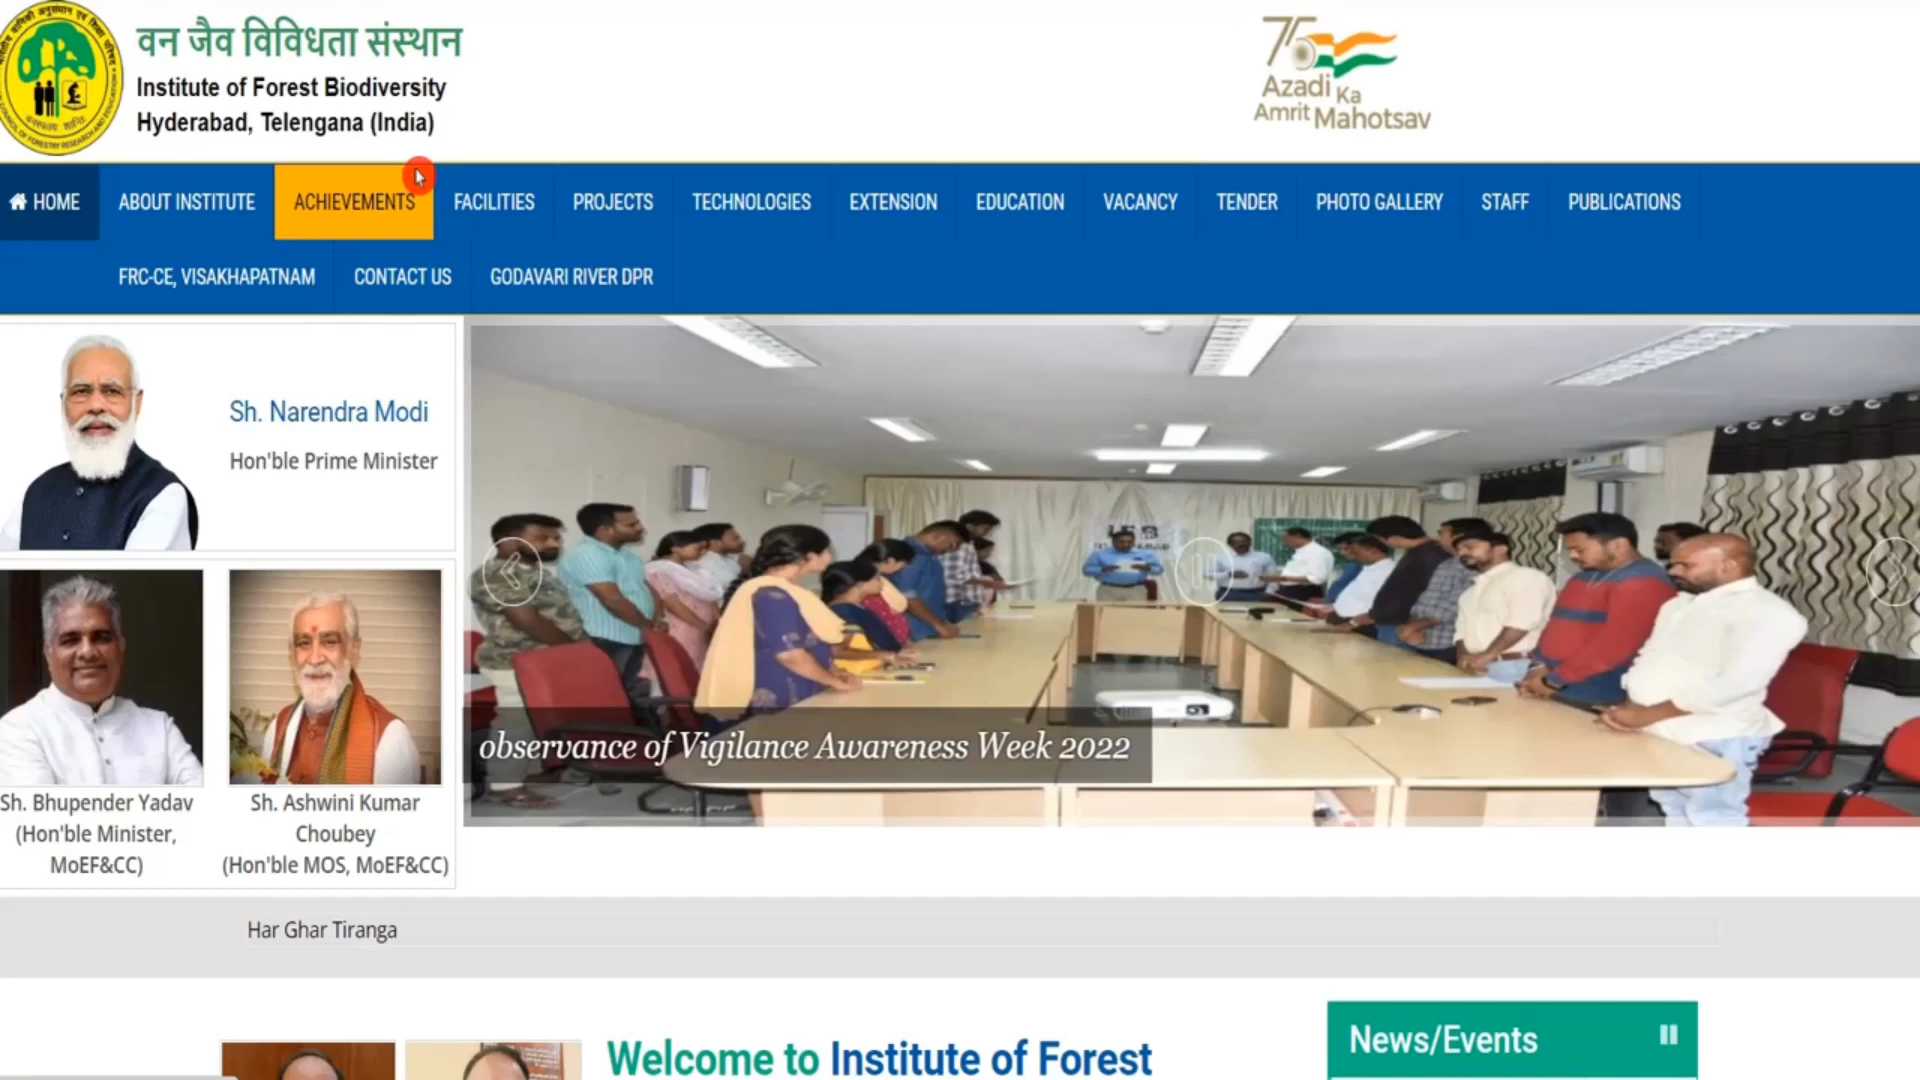 वन जैव विविधता संस्थान
Institute of Forest Biodiversity
Hyderabad, Telengana (India)
75
Azadi Ka
Amrit Mahotsav
HOME ABOUT INSTITUTE ACHIEVEMENTS FACILITIES PROJECTS TECHNOLOGIES EXTENSION EDUCATION VACANCY TENDER PHOTO GALLERY STAFF PUBLICATIONS
FRC-CE, VISAKHAPATNAM CONTACT US GODAVARI RIVER DPR
Sh. Narendra Modi
Hon'ble Prime Minister
observance of Vigilance Awareness Week 2022
Sh. Bhupender Yadav
(Hon'ble Minister,
MoEF&CC)
Sh. Ashwini Kumar
Choubey
(Hon'ble MOS, MoEF&CC)
Har Ghar Tiranga
Welcome to Institute of Forest
News/Events